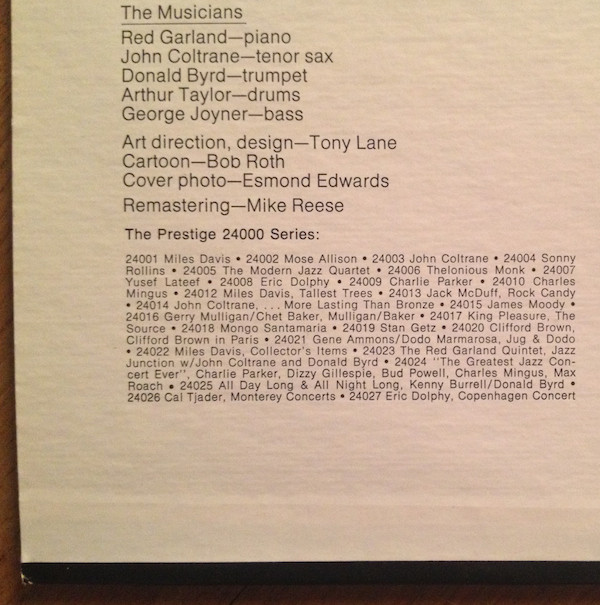 The Musicians
Red Garland—piano
John Coltrane—tenor sax
Donald Byrd—trumpet
Arthur Taylor—drums
George Joyner—bass
Art direction, design—Tony Lane
Cartoon—Bob Roth
Cover photo—Esmond Edwards
Remastering—Mike Reese
The Prestige 24000 Series:
24001 Miles Davis • 24002 Mose Allison • 24003 John Coltrane • 24004 Sonny
Rollins • 24005 The Modern Jazz Quartet • 24006 Thelonious Monk • 24007
Yusef Lateef • 24008 Eric Dolphy • 24009 Charlie Parker • 24010 Charles
Mingus • 24012 Miles Davis, Tallest Trees • 24013 Jack McDuff, Rock Candy
• 24014 John Coltrane, ... More Lasting Than Bronze • 24015 James Moody •
24016 Gerry Mulligan/Chet Baker, Mulligan/Baker • 24017 King Pleasure, The
Source • 24018 Mongo Santamaria • 24019 Stan Getz • 24020 Clifford Brown,
Clifford Brown in Paris • 24021 Gene Ammons/Dodo Marmarosa, Jug & Dodo
• 24022 Miles Davis, Collector's Items • 24023 The Red Garland Quintet, Jazz
Junction w/John Coltrane and Donald Byrd • 24024 "The Greatest Jazz Con-
cert Ever", Charlie Parker, Dizzy Gillespie, Bud Powell, Charles Mingus, Max
Roach • 24025 All Day Long & All Night Long, Kenny Burrell/Donald Byrd •
24026 Cal Tjader, Monterey Concerts • 24027 Eric Dolphy, Copenhagen Concert